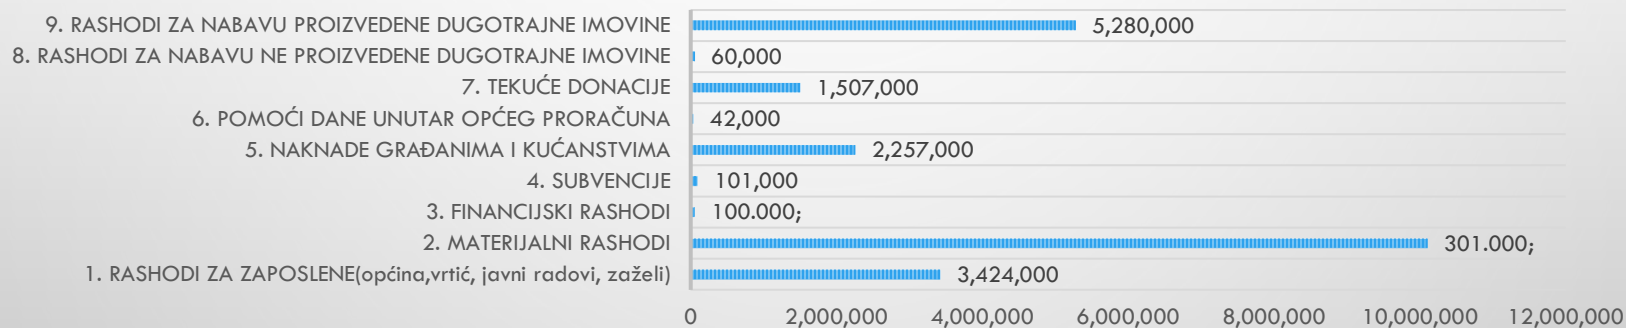 9. RASHODI ZA NABAVU PROIZVEDENE DUGOTRAJNE IMOVINE 5,280,000
8. RASHODI ZA NABAVU NE PROIZVEDENE DUGOTRAJNE IMOVINE 60,000
7. TEKUĆE DONACIJE 1,507,000
6. POMOĆI DANE UNUTAR OPĆEG PRORAČUNA 42,000
5. NAKNADE GRAĐANIMA I KUĆANSTVIMA 2,257,000
4. SUBVENCIJE 101,000
3. FINANCIJSKI RASHODI 100.000;
2. MATERIJALNI RASHODI 301.000;
1. RASHODI ZA ZAPOSLENE(općina,vrtić, javni radovi, zaželi) 3,424,000
0 2,000,000 4,000,000 6,000,000 8,000,000 10,000,000 12,000,000